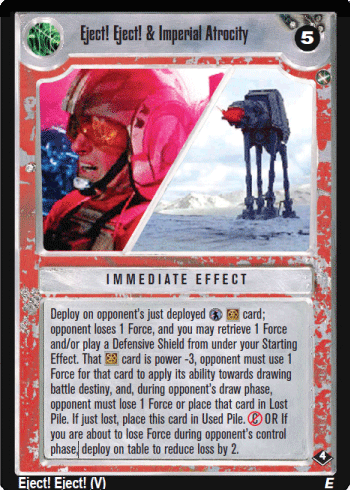 Eject! Eject! & Imperial Atrocity
5
IMMEDIATE EFFECT
Deploy on opponent's just deployed card;
opponent loses 1 Force, and you may retrieve 1 Force
and/or play a Defensive Shield from under your Starting
Effect. That card is power -3, opponent must use 1
Force for that card to apply its ability towards drawing
battle destiny, and, during opponent's draw phase,
opponent must lose 1 Force or place that card in Lost
Pile. If just lost, place this card in Used Pile. OR If
you are about to lose Force during opponent's control
phase, deploy on table to reduce loss by 2.
4
Eject! Eject! (V) E